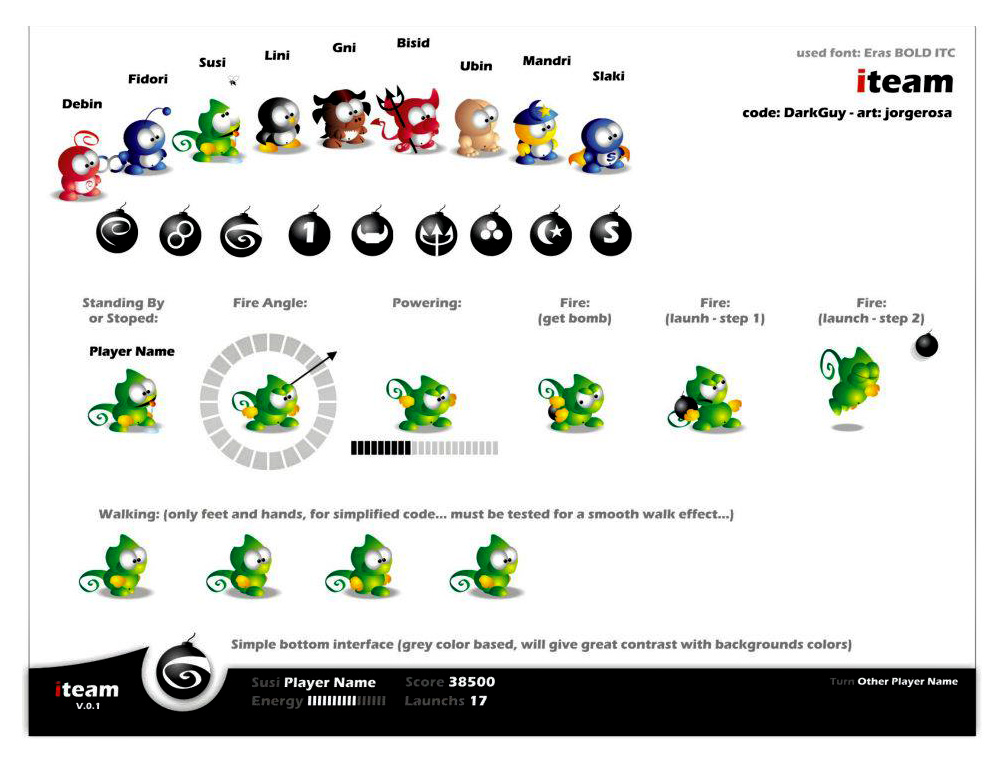 Debin
Fidori
Susi
Lini
Gni
Bisid
Ubin
Mandri
Slaki
used font: Eras BOLD ITC
iteam
code: DarkGuy - art: jorgerosa
1
S
S
Standing By
or Stoped:
Fire Angle:
Powering:
Fire:
(get bomb)
Fire:
(launh - step 1)
Fire:
(launch - step 2)
Player Name
Walking: (only feet and hands, for simplified code... must be tested for a smooth walk effect...)
Simple bottom interface (grey color based, will give great contrast with backgrounds colors)
iteam
V.0.1
Susi Player Name Score 38500
Energy Launchs 17
Turn Other Player Name